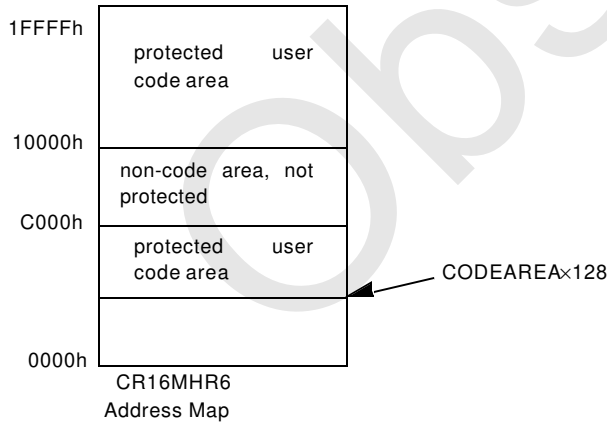 1FFFFh
protected user
code area
10000h
non-code area, not
protected
C000h
protected user
code area
CODEAREA×128
0000h
CR16MHR6
Address Map